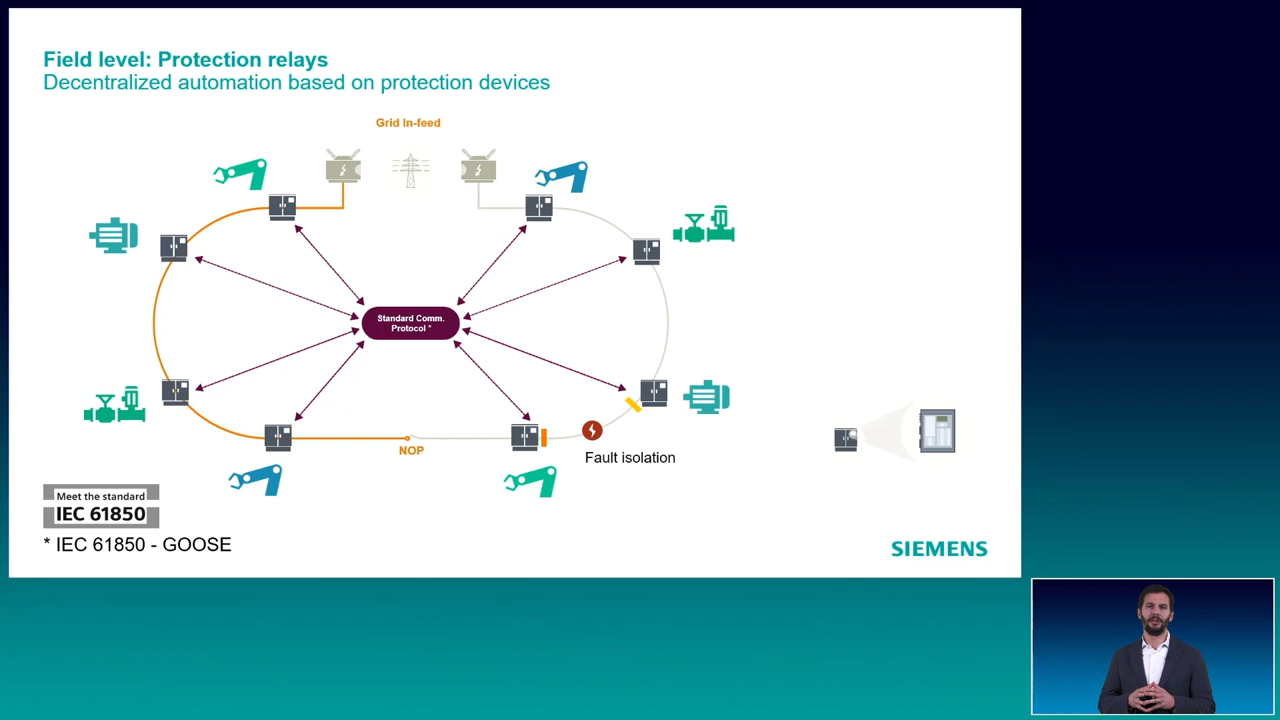 Field level: Protection relays
Decentralized automation based on protection devices
Grid In-feed
Standard Comm.
Protocol *
NOP
Fault isolation
Meet the standard
IEC 61850
* IEC 61850 - GOOSE
SIEMENS